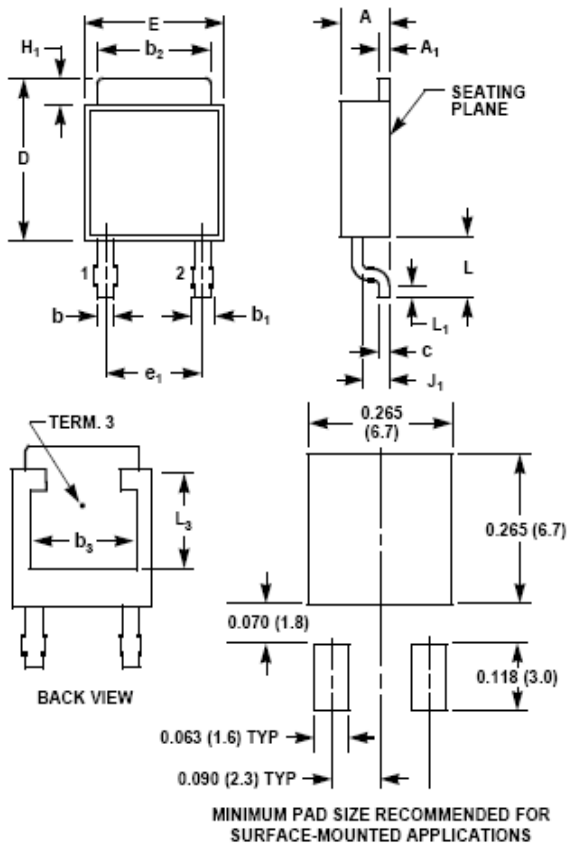 E
A
H1
b2
A1
SEATING
PLANE
D
1
2
L
b
b1
L1
e1
c
J1
TERM. 3
0.265
(6.7)
L3
b3
0.265 (6.7)
0.070 (1.8)
0.118 (3.0)
BACK VIEW
0.063 (1.6) TYP
0.090 (2.3) TYP
MINIMUM PAD SIZE RECOMMENDED FOR
SURFACE-MOUNTED APPLICATIONS